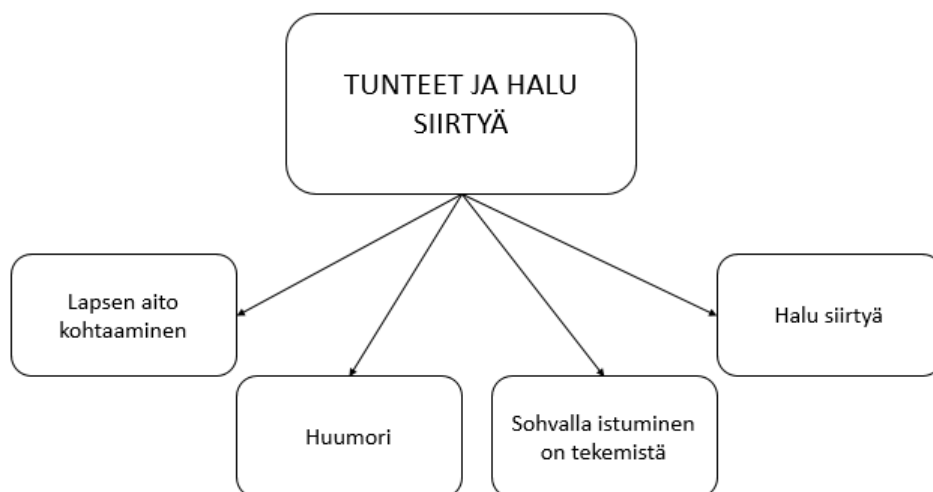 TUNTEET JA HALU
SIIRTYÄ
Lapsen aito
kohtaaminen
Huumori
Sohvalla istuminen
on tekemistä
Halu siirtyä